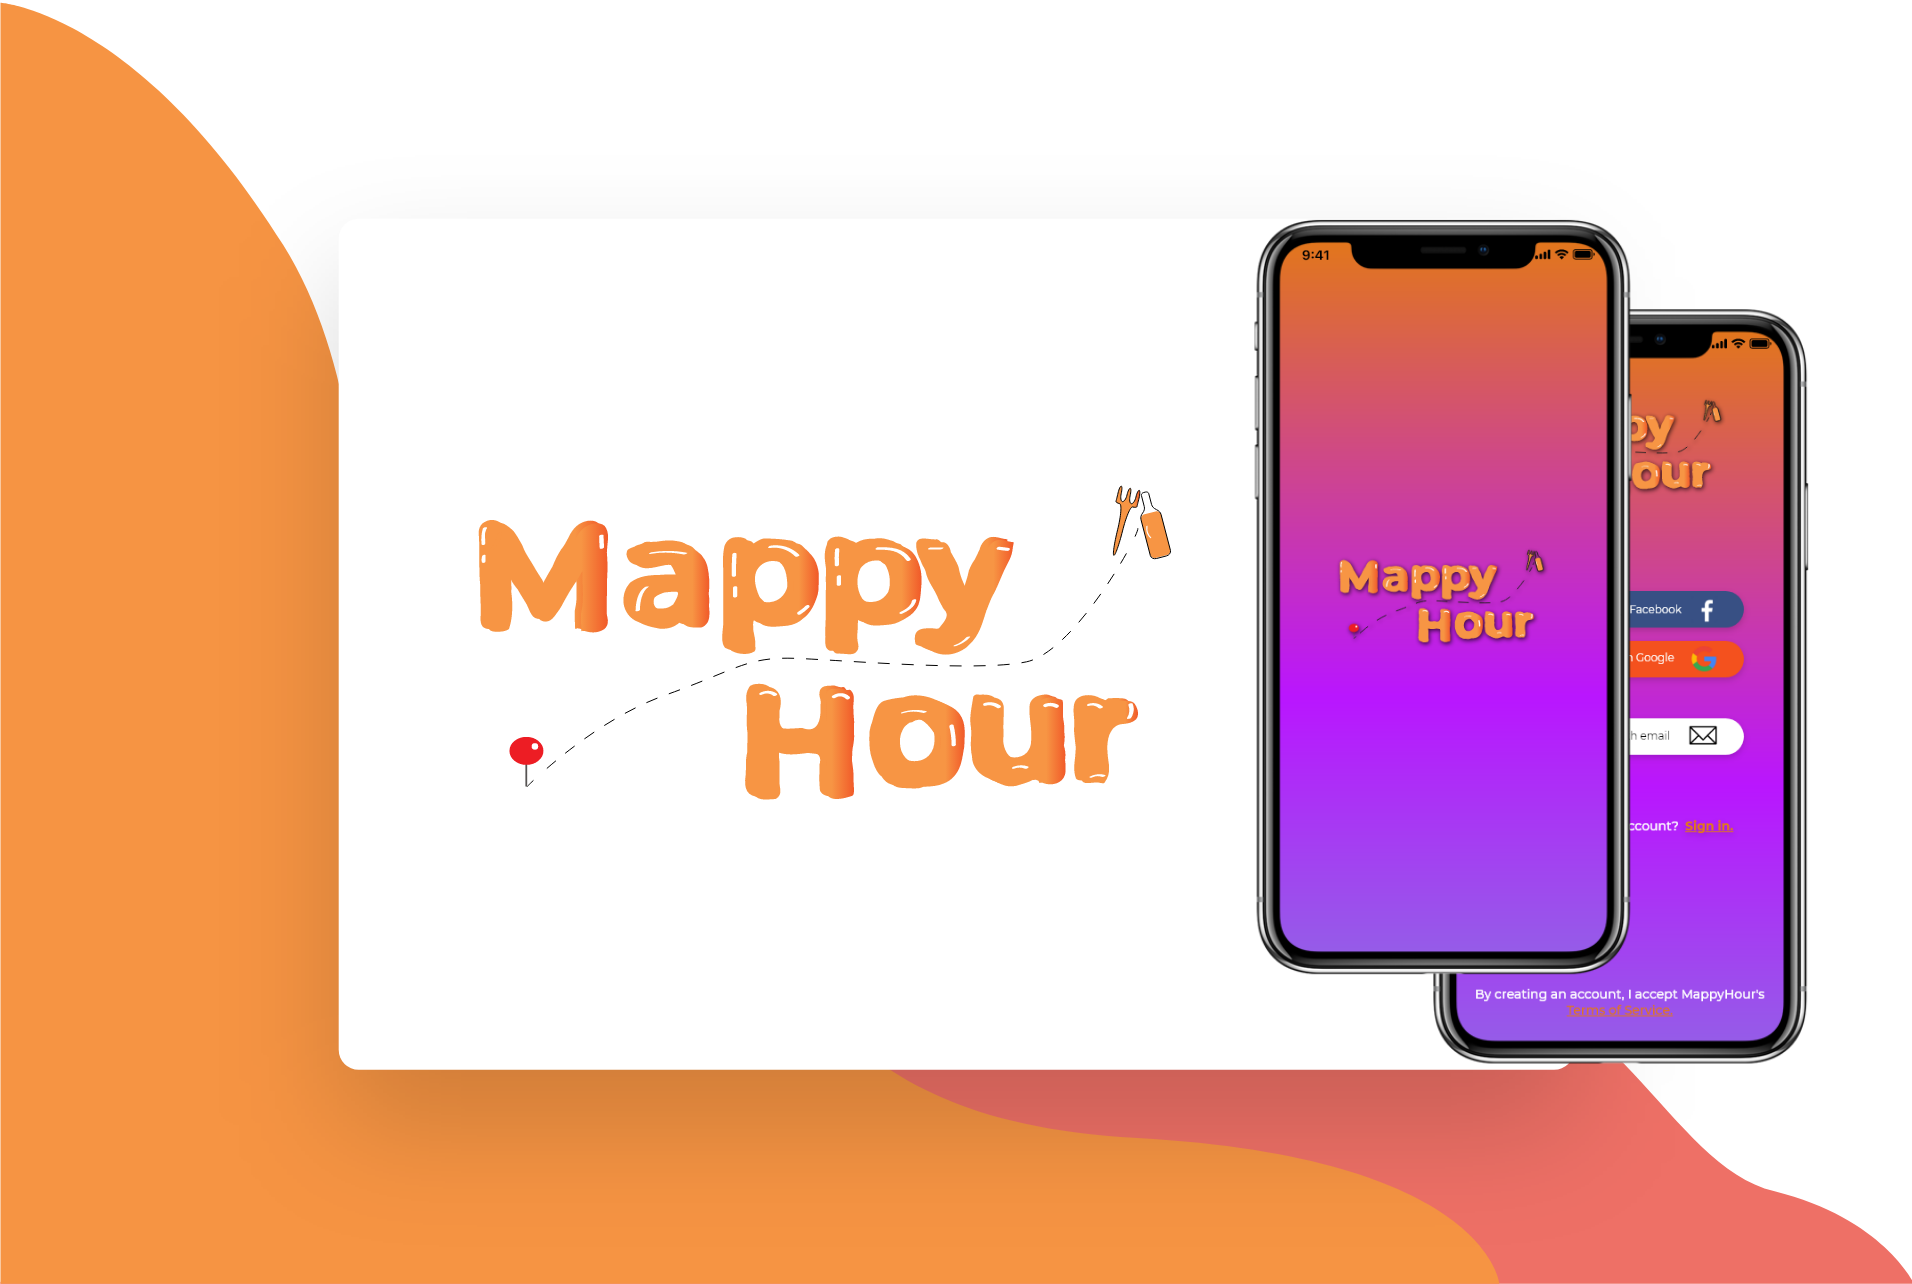 Mappy
Hour
9:41
Mappy
Hour
py
our
Facebook
n Google
h email
ccount? Sign in.
By creating an account, I accept MappyHour's
Terms of Service.